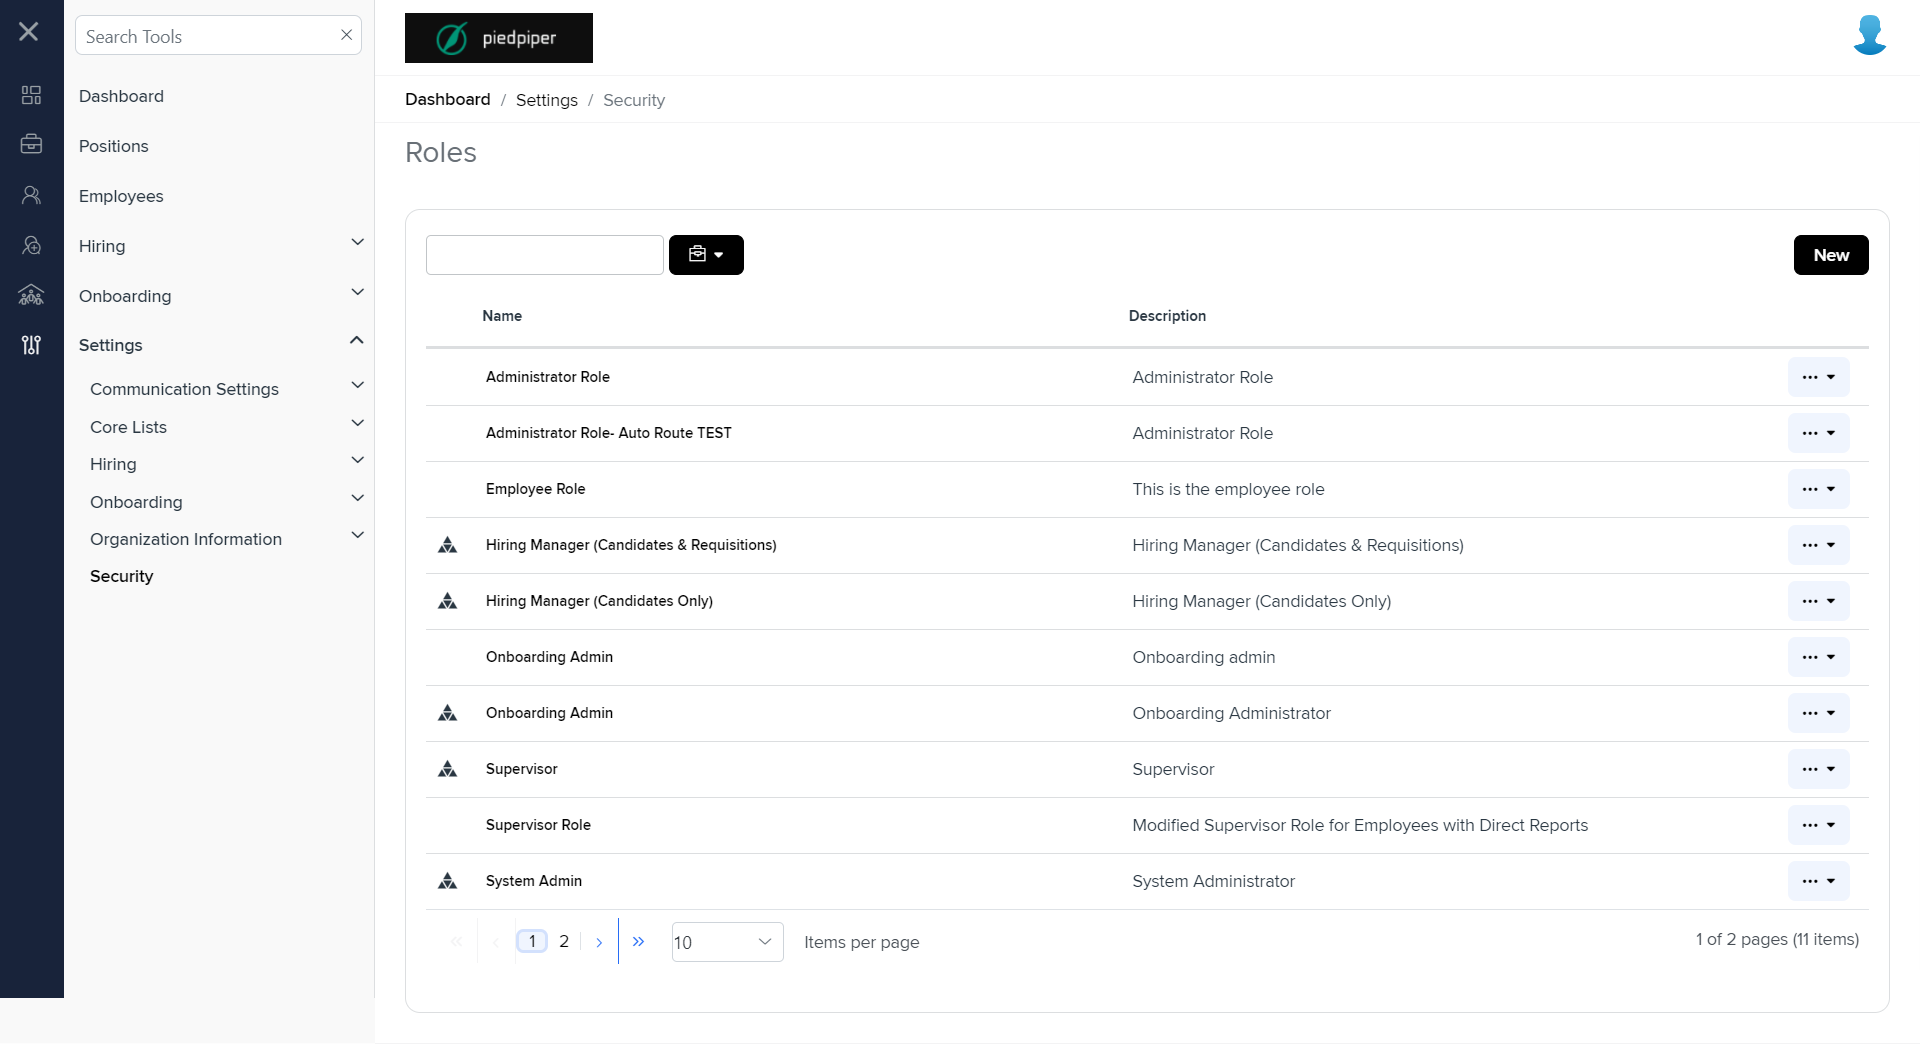 Search Tools
Dashboard
Positions
Employees
Hiring
Onboarding
Settings
Communication Settings
Core Lists
Hiring
Onboarding
Organization Information
Security
piedpiper
Dashboard / Settings / Security
Roles
New
Name Description
Administrator Role Administrator Role
Administrator Role- Auto Route TEST Administrator Role
Employee Role This is the employee role
Hiring Manager (Candidates & Requisitions) Hiring Manager (Candidates & Requisitions)
Hiring Manager (Candidates Only) Hiring Manager (Candidates Only)
Onboarding Admin Onboarding admin
Onboarding Admin Onboarding Administrator
Supervisor Supervisor
Supervisor Role Modified Supervisor Role for Employees with Direct Reports
System Admin System Administrator
« ‹ 1 2 › » 10 Items per page 1 of 2 pages (11 items)